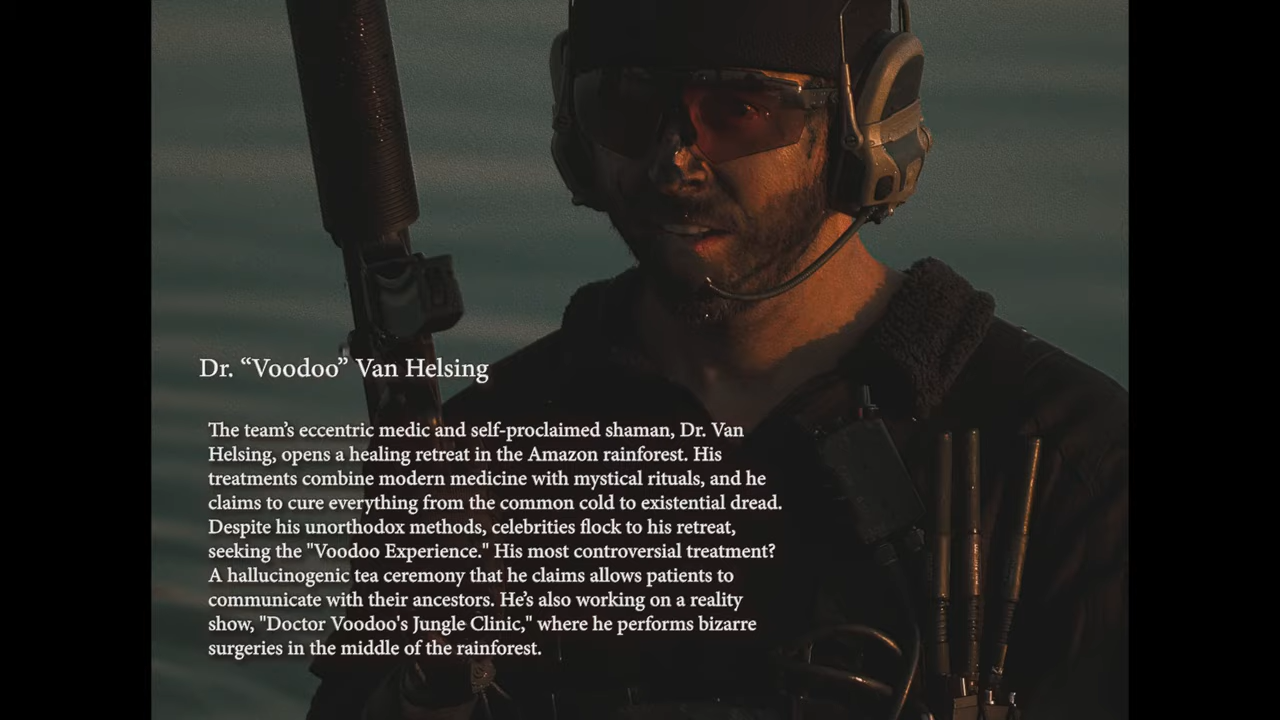 Dr. “Voodoo” Van Helsing
The team’s eccentric medic and self-proclaimed shaman, Dr. Van
Helsing, opens a healing retreat in the Amazon rainforest. His
treatments combine modern medicine with mystical rituals, and he
claims to cure everything from the common cold to existential dread.
Despite his unorthodox methods, celebrities flock to his retreat,
seeking the "Voodoo Experience." His most controversial treatment?
A hallucinogenic tea ceremony that he claims allows patients to
communicate with their ancestors. He’s also working on a reality
show, "Doctor Voodoo's Jungle Clinic," where he performs bizarre
surgeries in the middle of the rainforest.